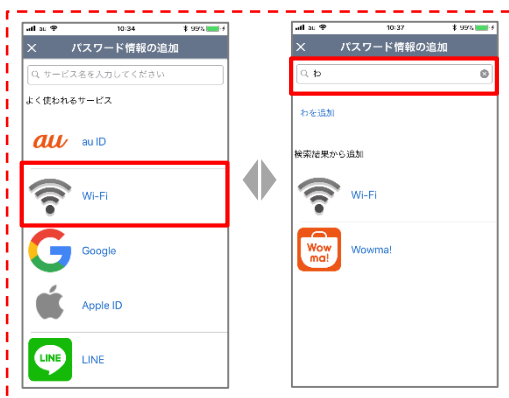 au 10:34 99%
× パスワード情報の追加
サービス名を入力してください
よく使われるサービス
au au ID
Wi-Fi
Google
Apple ID
LINE LINE
au 10:37 99%
× パスワード情報の追加
わ
わを追加
検索結果から追加
Wi-Fi
Wow
ma! Wowma!